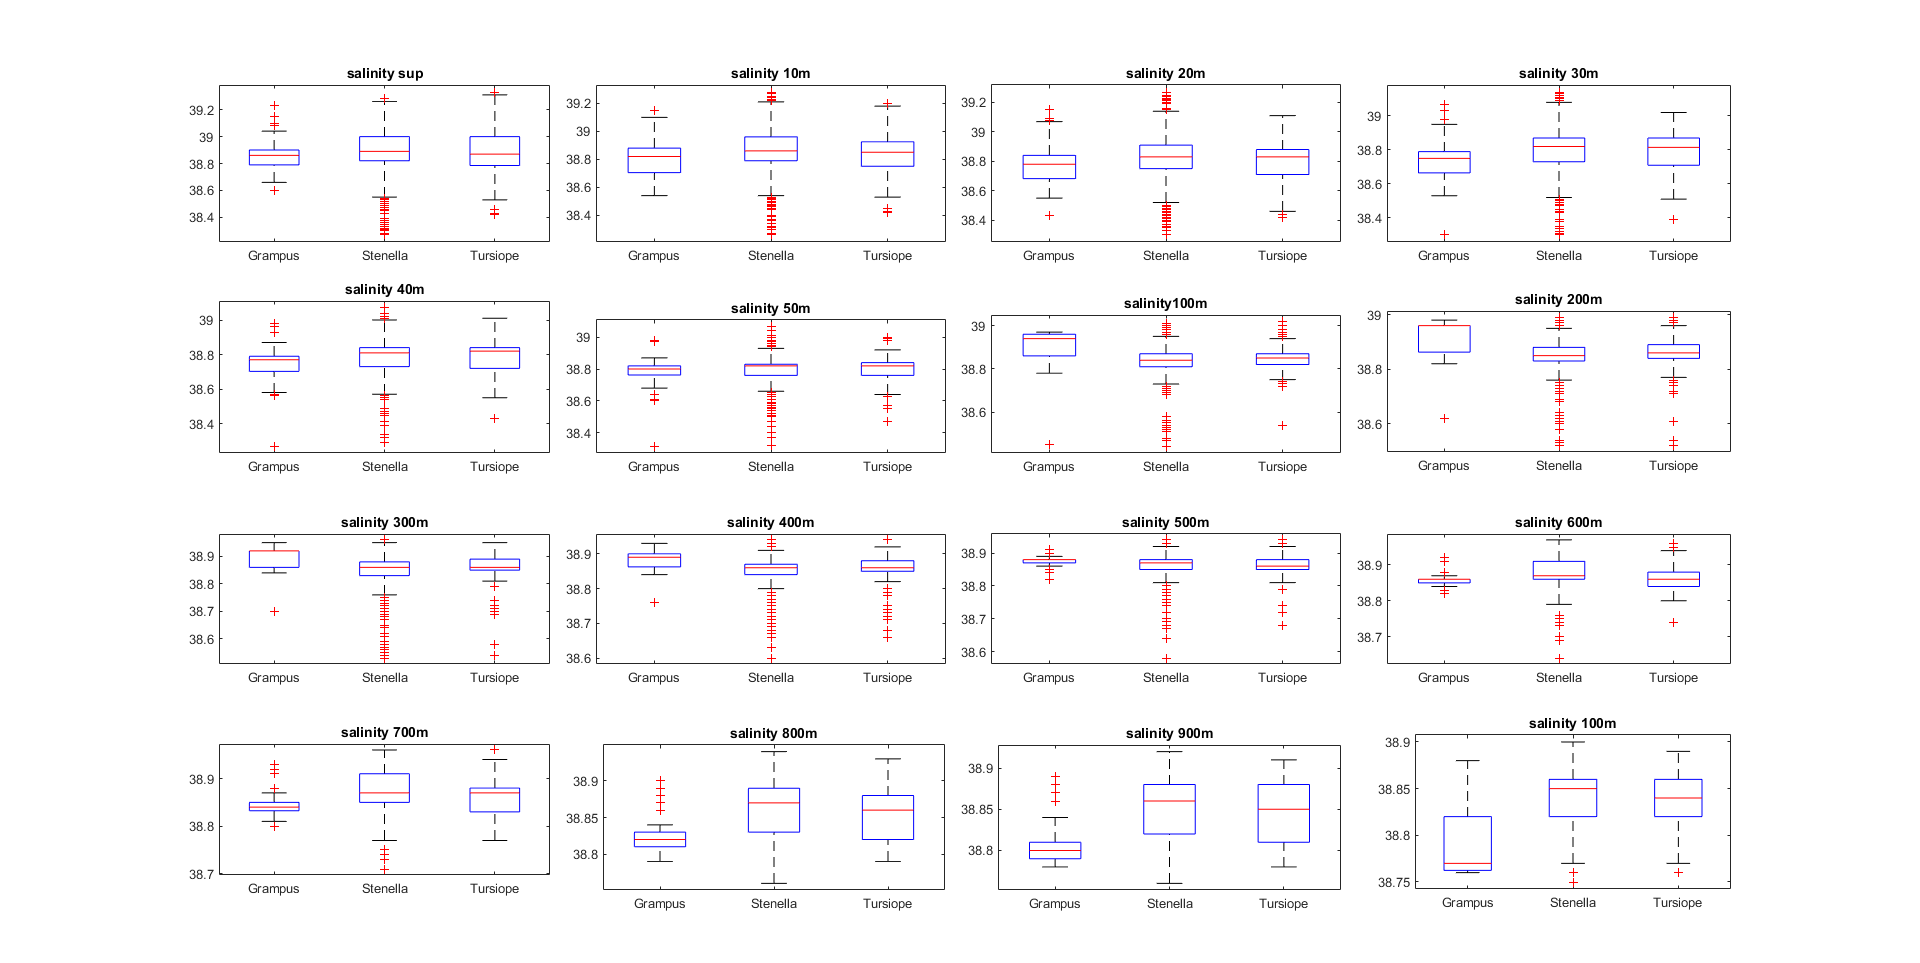 salinity sup
39.2
39
38.8
38.6
38.4
Grampus Stenella Tursiope
salinity 10m
39.2
39
38.8
38.6
38.4
Grampus Stenella Tursiope
salinity 20m
39.2
39
38.8
38.6
38.4
Grampus Stenella Tursiope
salinity 30m
39
38.8
38.6
38.4
Grampus Stenella Tursiope
salinity 40m
39
38.8
38.6
38.4
Grampus Stenella Tursiope
salinity 50m
39
38.8
38.6
38.4
Grampus Stenella Tursiope
salinity100m
39
38.8
38.6
Grampus Stenella Tursiope
salinity 200m
39
38.8
38.6
Grampus Stenella Tursiope
salinity 300m
38.9
38.8
38.7
38.6
Grampus Stenella Tursiope
salinity 400m
38.9
38.8
38.7
38.6
Grampus Stenella Tursiope
salinity 500m
38.9
38.8
38.7
38.6
Grampus Stenella Tursiope
salinity 600m
38.9
38.8
38.7
Grampus Stenella Tursiope
salinity 700m
38.9
38.8
38.7
Grampus Stenella Tursiope
salinity 800m
38.9
38.85
38.8
Grampus Stenella Tursiope
salinity 900m
38.9
38.85
38.8
Grampus Stenella Tursiope
salinity 100m
38.9
38.85
38.8
38.75
Grampus Stenella Tursiope